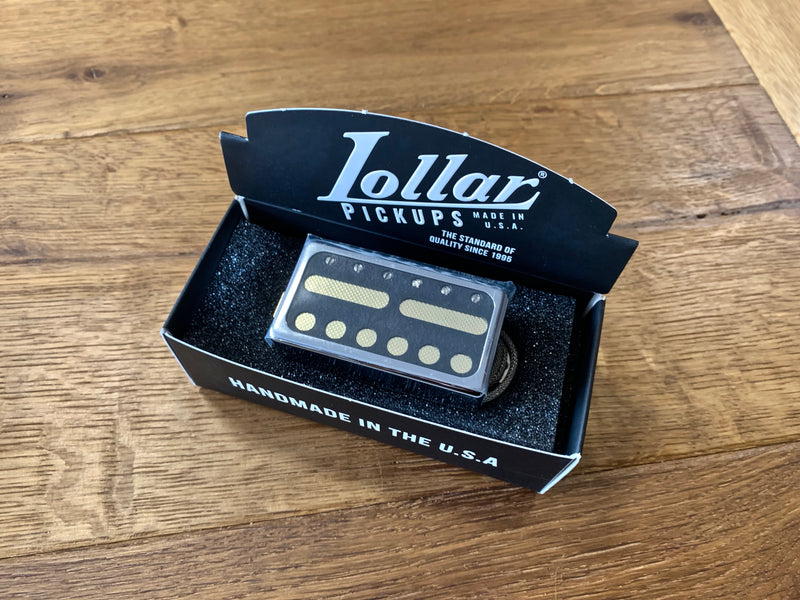 Lollar®
PICKUPS MADE IN
U.S.A.
THE STANDARD OF
QUALITY SINCE 1995
HANDMADE IN THE U.S.A